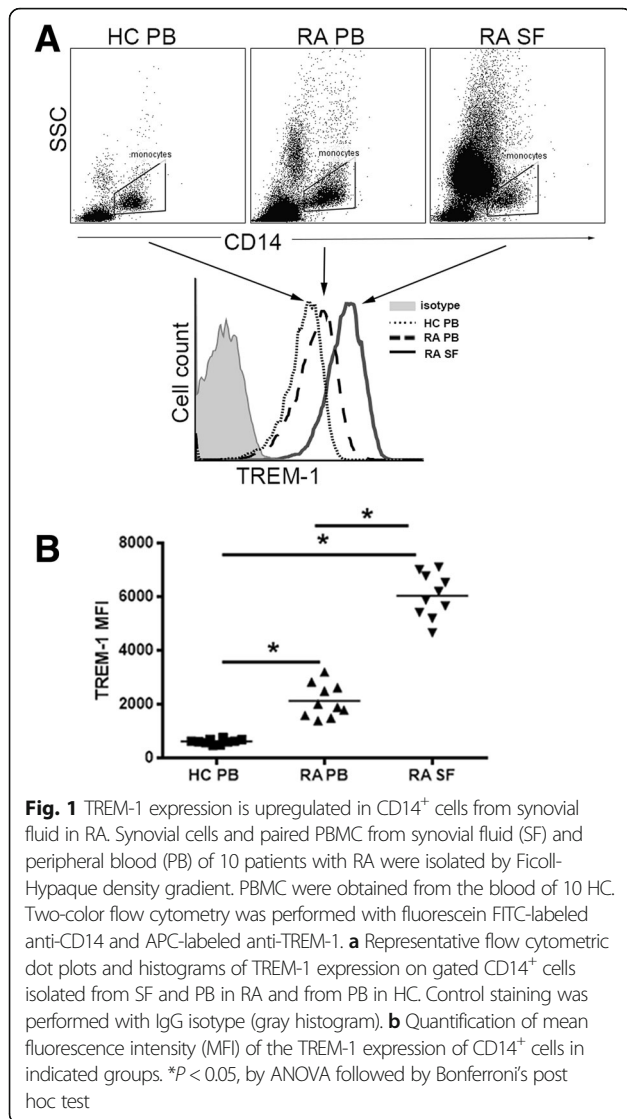 A
HC PB
RA PB
RA SF
SSC
monocytes
monocytes
monocytes
CD14
Cell count
isotype
HC PB
RA PB
RA SF
TREM-1
B
*
*
*
TREM-1 MFI
8000
6000
4000
2000
0
HC PB
RA PB
RA SF
Fig. 1 TREM-1 expression is upregulated in CD14⁺ cells from synovial
fluid in RA. Synovial cells and paired PBMC from synovial fluid (SF) and
peripheral blood (PB) of 10 patients with RA were isolated by Ficoll-
Hypaque density gradient. PBMC were obtained from the blood of 10 HC.
Two-color flow cytometry was performed with fluorescein FITC-labeled
anti-CD14 and APC-labeled anti-TREM-1. a Representative flow cytometric
dot plots and histograms of TREM-1 expression on gated CD14⁺ cells
isolated from SF and PB in RA and from PB in HC. Control staining was
performed with IgG isotype (gray histogram). b Quantification of mean
fluorescence intensity (MFI) of the TREM-1 expression of CD14⁺ cells in
indicated groups. *P < 0.05, by ANOVA followed by Bonferroni's post
hoc test